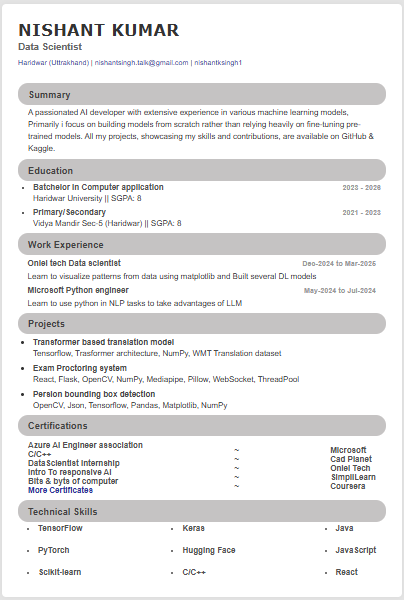 NISHANT KUMAR
Data Scientist
Haridwar (Uttrakhand) | nishantsingh.talk@gmail.com | nishantksingh1
Summary
A passionated AI developer with extensive experience in various machine learning models,
Primarily i focus on building models from scratch rather than relying heavily on fine-tuning pre-
trained models. All my projects, showcasing my skills and contributions, are available on GitHub &
Kaggle.
Education
• Batchelor in Computer application 2023 - 2026
Haridwar University || SGPA: 8
• Primary/Secondary 2021 - 2023
Vidya Mandir Sec-5 (Haridwar) || SGPA: 8
Work Experience
Oniel tech Data scientist Dec-2024 to Mar-2025
Learn to visualize patterns from data using matplotlib and Built several DL models
Microsoft Python engineer May-2024 to Jul-2024
Learn to use python in NLP tasks to take advantages of LLM
Projects
• Transformer based translation model
Tensorflow, Trasformer architecture, NumPy, WMT Translation dataset
• Exam Proctoring system
React, Flask, OpenCV, NumPy, Mediapipe, Pillow, WebSocket, ThreadPool
• Persion bounding box detection
OpenCV, Json, Tensorflow, Pandas, Matplotlib, NumPy
Certifications
Azure AI Engineer association ~ Microsoft
C/C++ ~ Cad Planet
DataScientist Internship ~ Oniel Tech
Intro To responsive AI ~ SimpliLearn
Bits & byts of computer ~ Coursera
More Certificates
Technical Skills
• TensorFlow • Keras • Java
• PyTorch • Hugging Face • JavaScript
• Scikit-learn • C/C++ • React